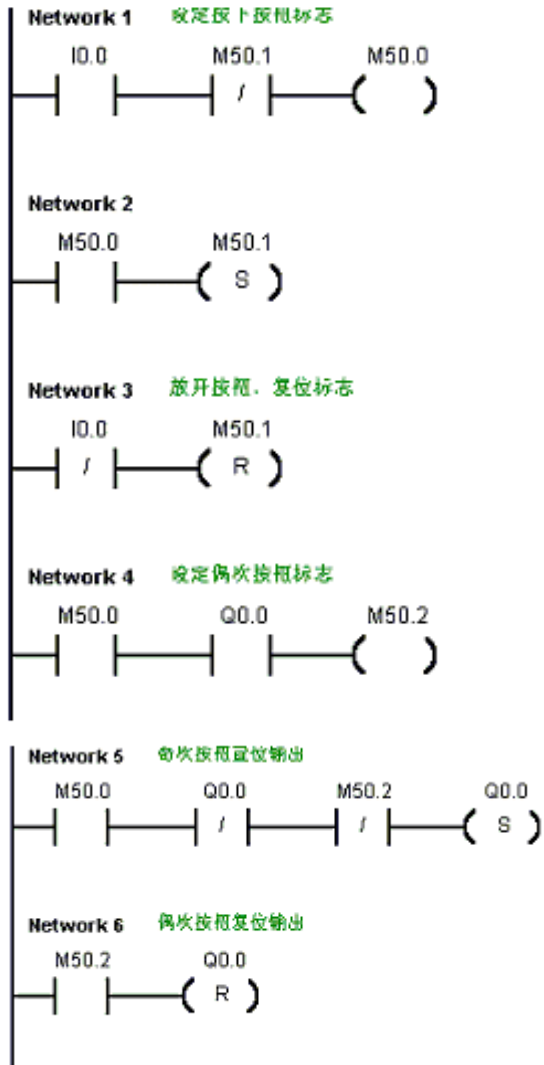 Network 1 设定按下按钮标志
I0.0 M50.1 M50.0
/
Network 2
M50.0 M50.1
S
Network 3 放开按钮、复位标志
I0.0 M50.1
/ R
Network 4 设定偶次按钮标志
M50.0 Q0.0 M50.2
Network 5 奇次按钮置位输出
M50.0 Q0.0 M50.2 Q0.0
/ / S
Network 6 偶次按钮复位输出
M50.2 Q0.0
R